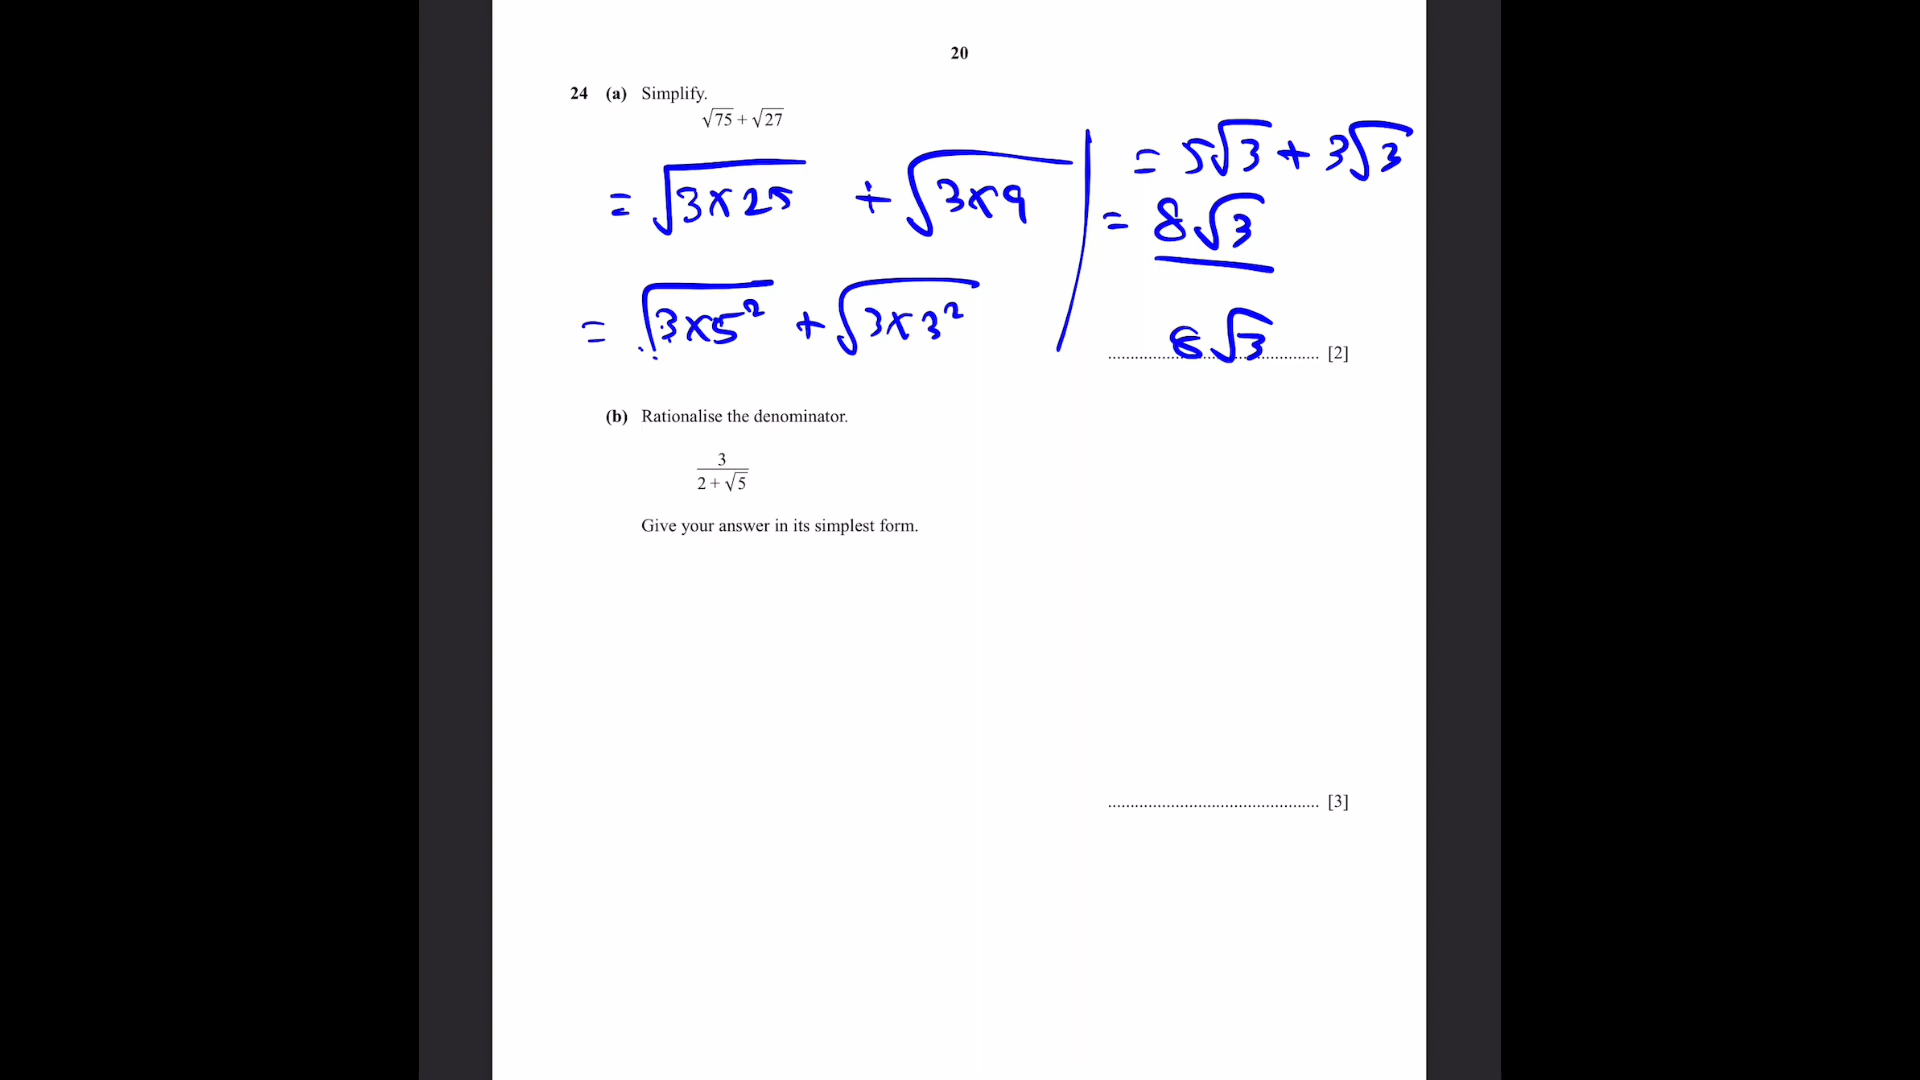 20
24 (a) Simplify.
√75 + √27
= √3×25 + √3×9
= √3×5² + √3×3²
= 5√3 + 3√3
= 8√3
8√3
[2]
(b) Rationalise the denominator.
3
2 + √5
Give your answer in its simplest form.
[3]